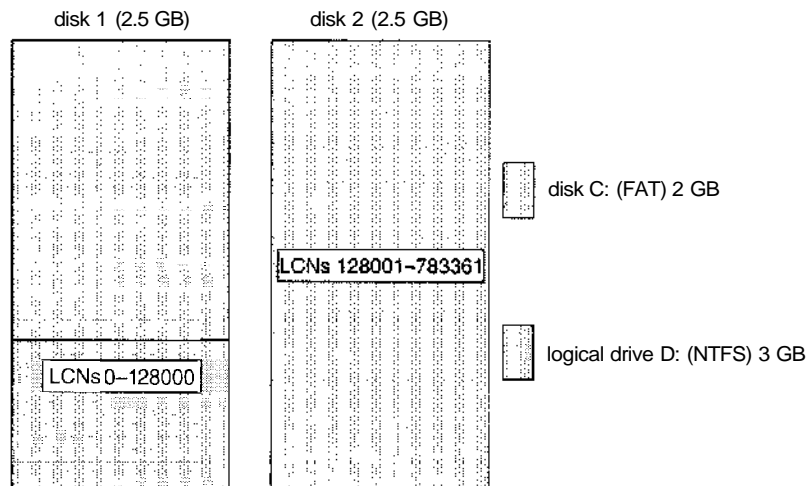 disk 1 (2.5 GB)
disk 2 (2.5 GB)
disk C: (FAT) 2 GB
LCNs 128001–783361
logical drive D: (NTFS) 3 GB
LCNs 0–128000